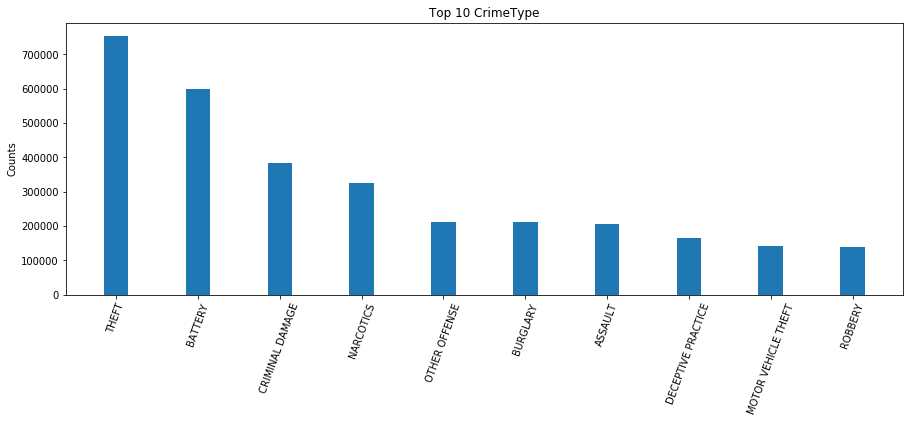 Top 10 CrimeType
Counts
700000
600000
500000
400000
300000
200000
100000
0
THEFT
BATTERY
CRIMINAL DAMAGE
NARCOTICS
OTHER OFFENSE
BURGLARY
ASSAULT
DECEPTIVE PRACTICE
MOTOR VEHICLE THEFT
ROBBERY